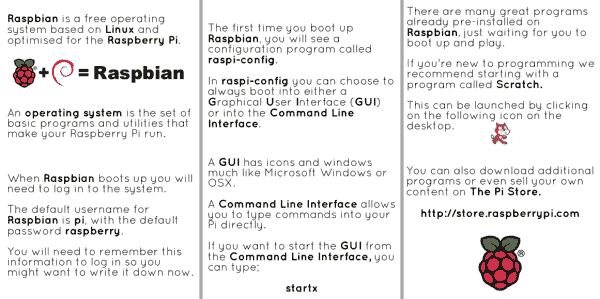 Raspbian is a free operating
system based on Linux and
optimised for the Raspberry Pi.
+ = Raspbian
An operating system is the set of
basic programs and utilities that
make your Raspberry Pi run.
When Raspbian boots up you will
need to log in to the system.
The default username for
Raspbian is pi, with the default
password raspberry.
You will need to remember this
information to log in so you
might want to write it down now.
The first time you boot up
Raspbian, you will see a
configuration program called
raspi-config.
In raspi-config you can choose to
always boot into either a
Graphical User Interface (GUI)
or into the Command Line
Interface.
A GUI has icons and windows
much like Microsoft Windows or
OSX.
A Command Line Interface allows
you to type commands into your
Pi directly.
If you want to start the GUI from
the Command Line Interface, you
can type:
startx
There are many great programs
already pre-installed on
Raspbian, just waiting for you to
boot up and play.
If you're new to programming we
recommend starting with a
program called Scratch.
This can be launched by clicking
on the following icon on the
desktop.
You can also download additional
programs or even sell your own
content on The Pi Store.
http://store.raspberrypi.com
®